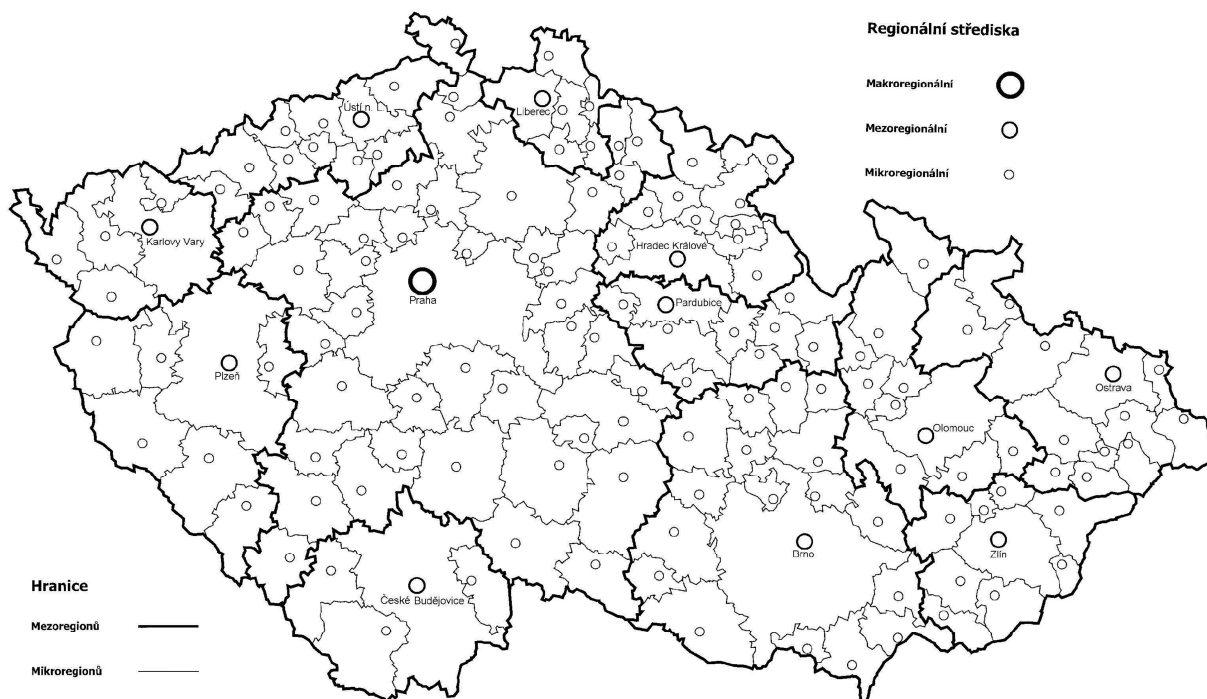 Regionální střediska
Makroregionální
Mezoregionální
Mikroregionální
Ústí n. L.
Liberec
Karlovy Vary
Hradec Králové
Praha
Pardubice
Plzeň
Ostrava
Olomouc
Brno
Zlín
České Budějovice
Hranice
Mezoregionů
Mikroregionů